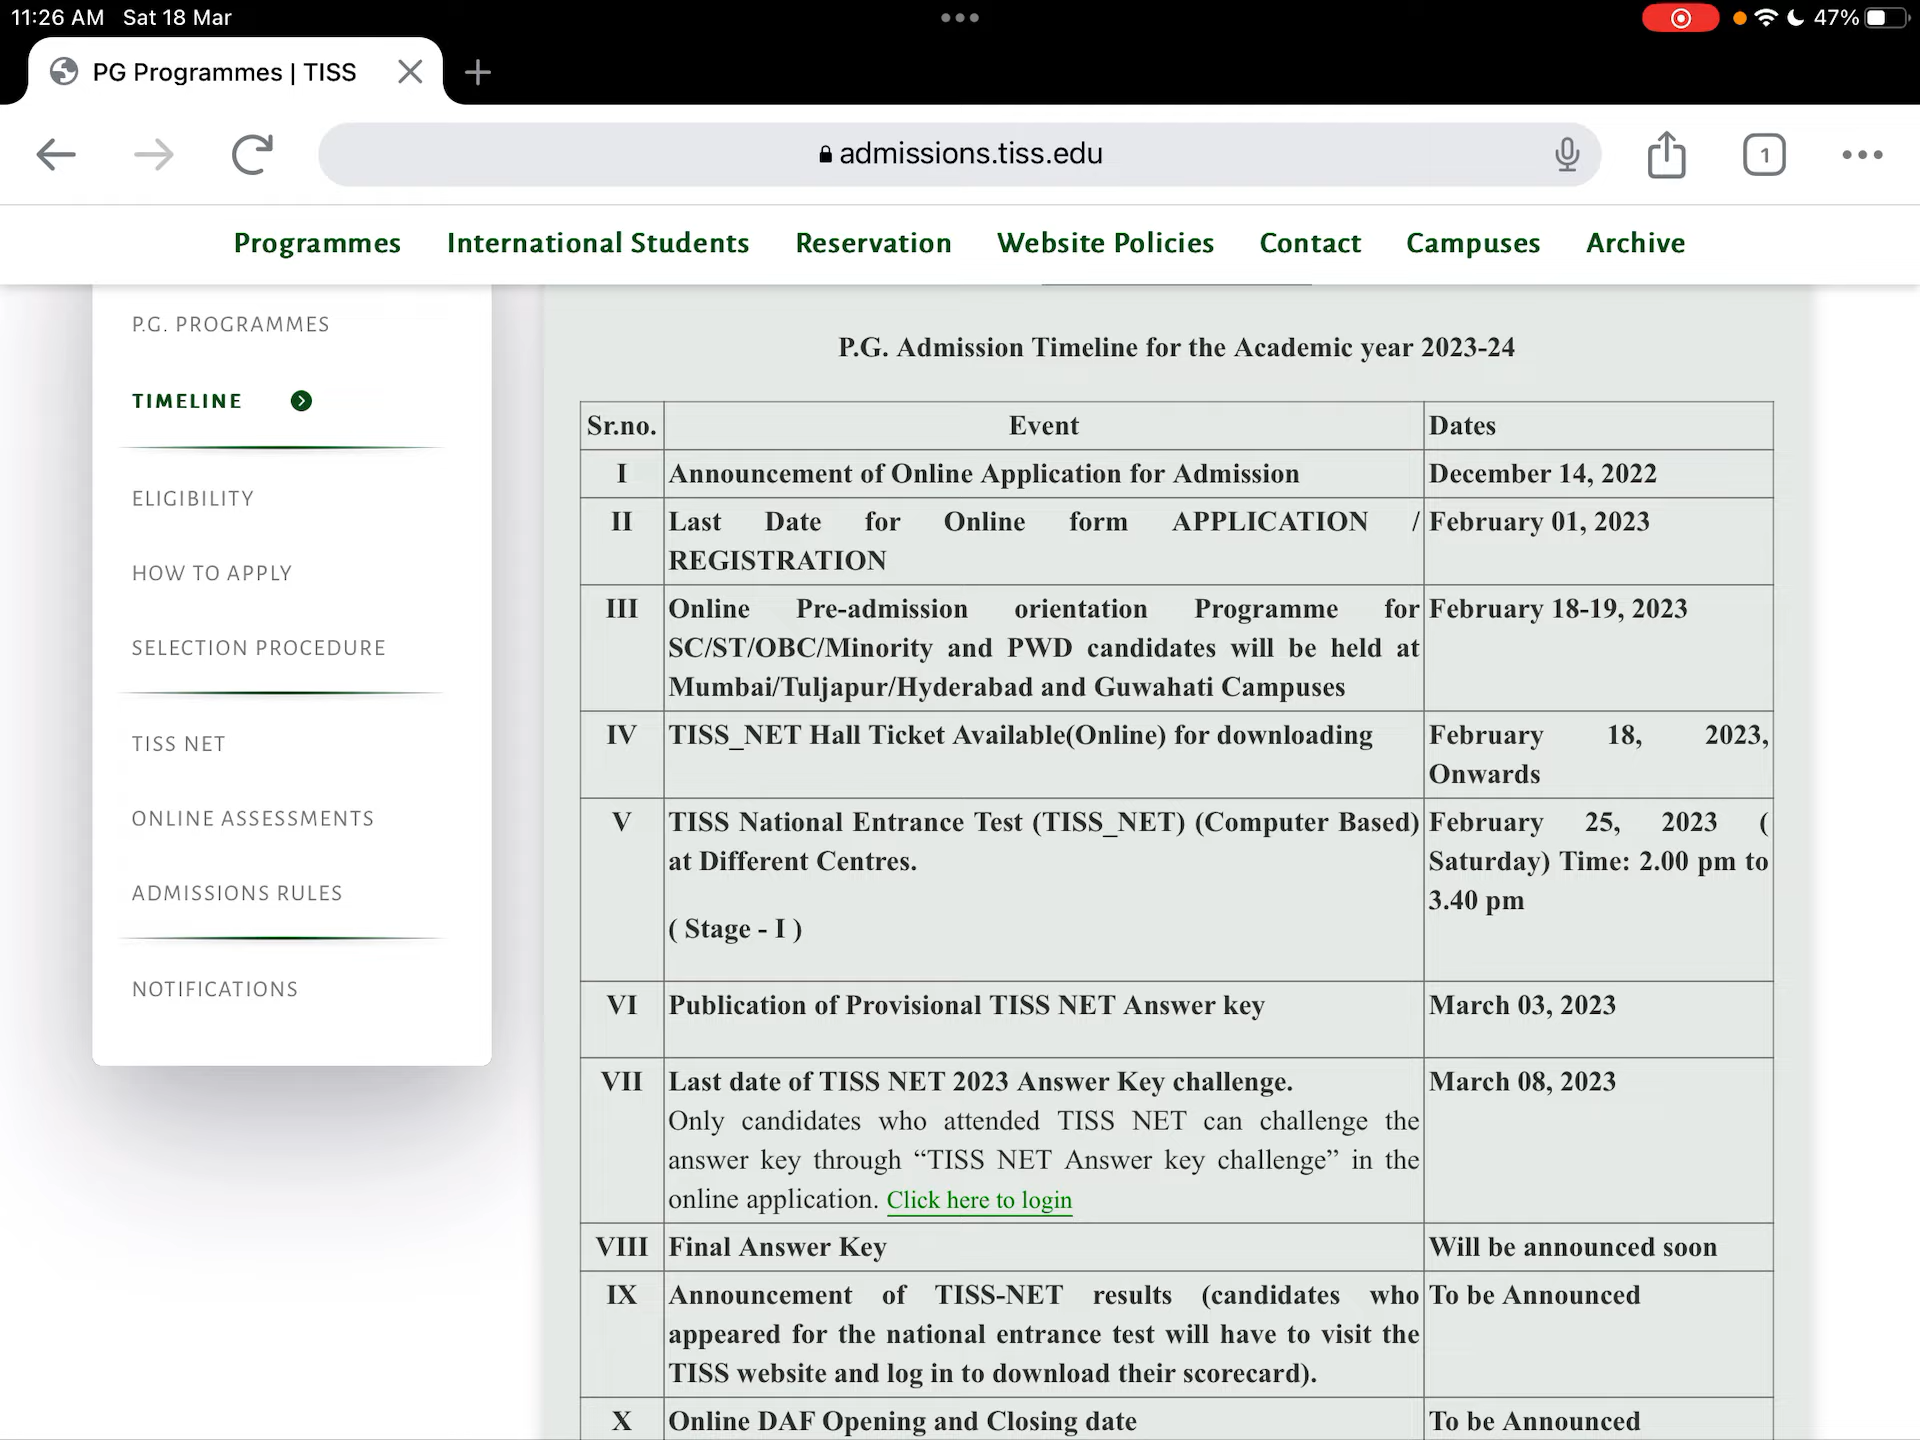 11:26 AM Sat 18 Mar
47%
PG Programmes | TISS
admissions.tiss.edu
1
Programmes International Students Reservation Website Policies Contact Campuses Archive
P.G. PROGRAMMES
TIMELINE
ELIGIBILITY
HOW TO APPLY
SELECTION PROCEDURE
TISS NET
ONLINE ASSESSMENTS
ADMISSIONS RULES
NOTIFICATIONS
P.G. Admission Timeline for the Academic year 2023-24
Sr.no. Event Dates
I Announcement of Online Application for Admission December 14, 2022
II Last Date for Online form APPLICATION / February 01, 2023
REGISTRATION
III Online Pre-admission orientation Programme for February 18-19, 2023
SC/ST/OBC/Minority and PWD candidates will be held at
Mumbai/Tuljapur/Hyderabad and Guwahati Campuses
IV TISS_NET Hall Ticket Available(Online) for downloading February 18, 2023,
Onwards
V TISS National Entrance Test (TISS_NET) (Computer Based) February 25, 2023 (
at Different Centres. Saturday) Time: 2.00 pm to
3.40 pm
( Stage - I )
VI Publication of Provisional TISS NET Answer key March 03, 2023
VII Last date of TISS NET 2023 Answer Key challenge. March 08, 2023
Only candidates who attended TISS NET can challenge the
answer key through “TISS NET Answer key challenge” in the
online application. Click here to login
VIII Final Answer Key Will be announced soon
IX Announcement of TISS-NET results (candidates who To be Announced
appeared for the national entrance test will have to visit the
TISS website and log in to download their scorecard).
X Online DAF Opening and Closing date To be Announced